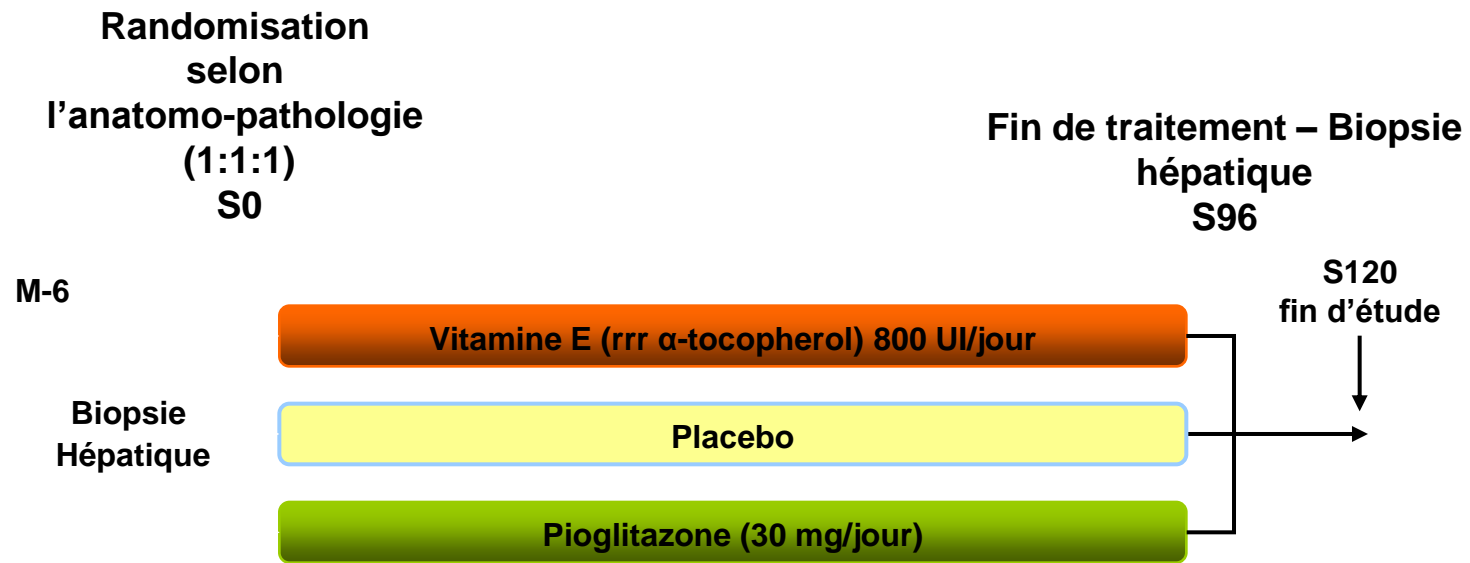 Randomisation
selon
l’anatomo-pathologie
(1:1:1)
S0
Fin de traitement – Biopsie
hépatique
S96
M-6
S120
fin d’étude
Vitamine E (rrr α-tocopherol) 800 UI/jour
Biopsie
Hépatique
Placebo
Pioglitazone (30 mg/jour)